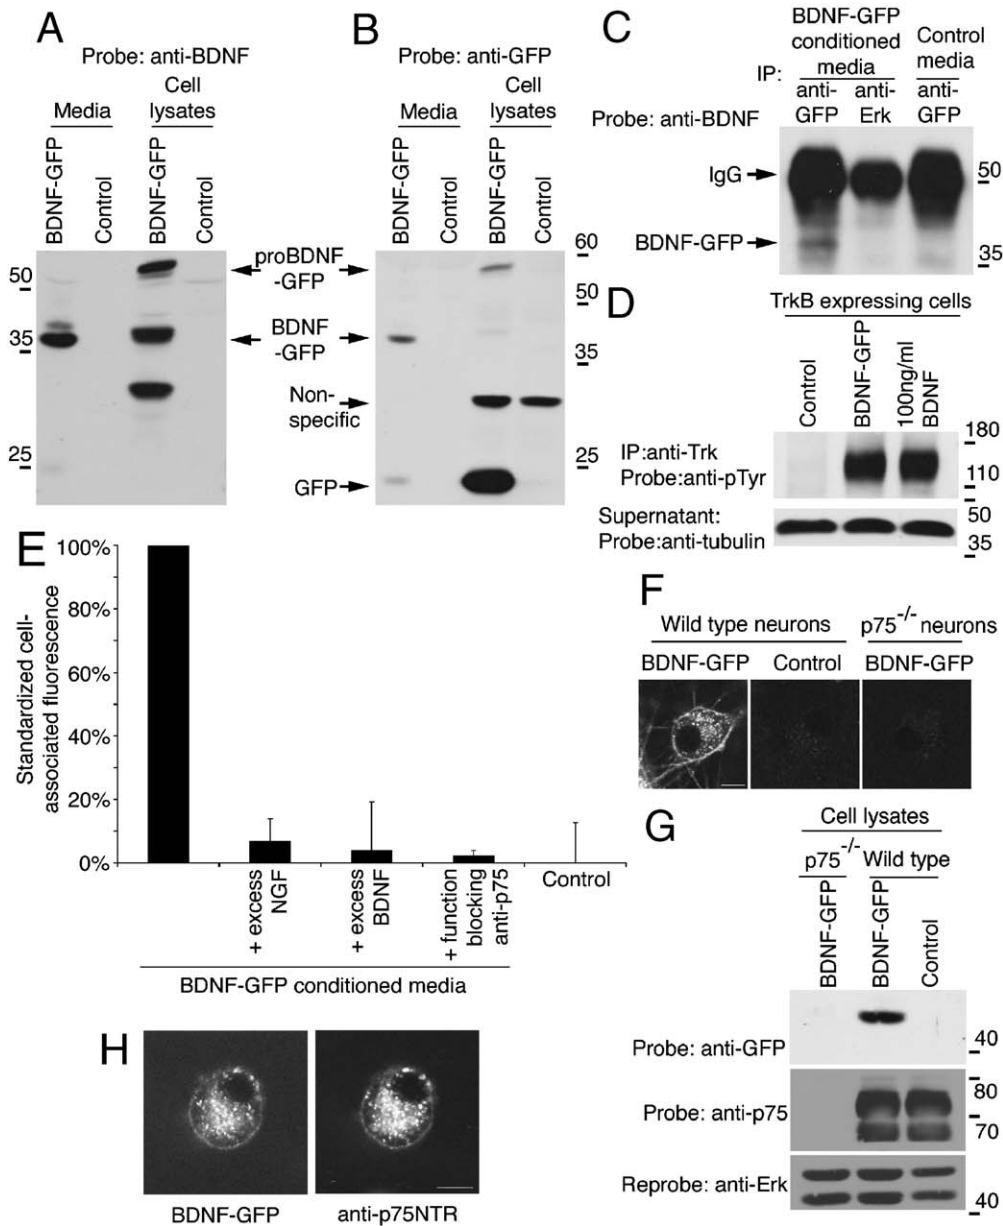 A
Probe: anti-BDNF
Media
Cell
lysates
BDNF-GFP
Control
BDNF-GFP
Control
50
35
25
proBDNF
-GFP
BDNF
-GFP
Non-
specific
GFP
B
Probe: anti-GFP
Media
Cell
lysates
BDNF-GFP
Control
BDNF-GFP
Control
60
50
35
25
C
BDNF-GFP
conditioned
media
Control
media
IP:
anti-
GFP
anti-
Erk
anti-
GFP
Probe: anti-BDNF
IgG
BDNF-GFP
50
35
D
TrkB expressing cells
Control
BDNF-GFP
100ng/ml
BDNF
IP:anti-Trk
Probe:anti-pTyr
180
110
Supernatant:
Probe:anti-tubulin
50
35
E
Standardized cell-
associated fluorescence
100%
80%
60%
40%
20%
0%
+ excess
NGF
+ excess
BDNF
+ function
blocking
anti-p75
Control
BDNF-GFP conditioned media
F
Wild type neurons
p75-/- neurons
BDNF-GFP
Control
BDNF-GFP
G
Cell lysates
p75-/-
Wild type
BDNF-GFP
BDNF-GFP
Control
Probe: anti-GFP
40
Probe: anti-p75
80
70
Reprobe: anti-Erk
40
H
BDNF-GFP
anti-p75NTR